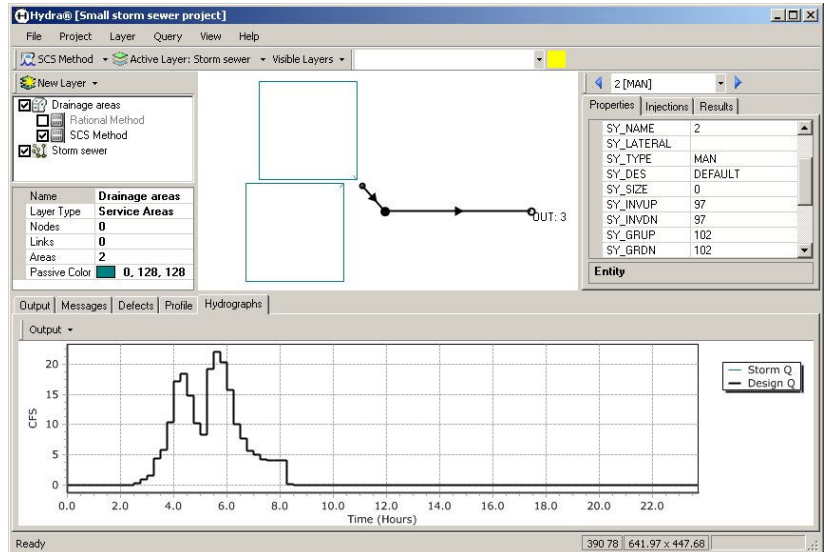 Hydra® [Small storm sewer project]
File Project Layer Query View Help
SCS Method Active Layer: Storm sewer Visible Layers
New Layer
Drainage areas
Rational Method
SCS Method
Storm sewer
Name Drainage areas
Layer Type Service Areas
Nodes 0
Links 0
Areas 2
Passive Color 0, 128, 128
OUT: 3
2 [MAN]
Properties Injections Results
SY_NAME 2
SY_LATERAL
SY_TYPE MAN
SY_DES DEFAULT
SY_SIZE 0
SY_INVUP 97
SY_INVDN 97
SY_GRUP 102
SY_GRDN 102
Entity
Output Messages Defects Profile Hydrographs
Output
CFS
20
15
10
5
0
0.0 2.0 4.0 6.0 8.0 10.0 12.0 14.0 16.0 18.0 20.0 22.0
Time (Hours)
Storm Q
Design Q
Ready 390 78 641.97 x 447.68